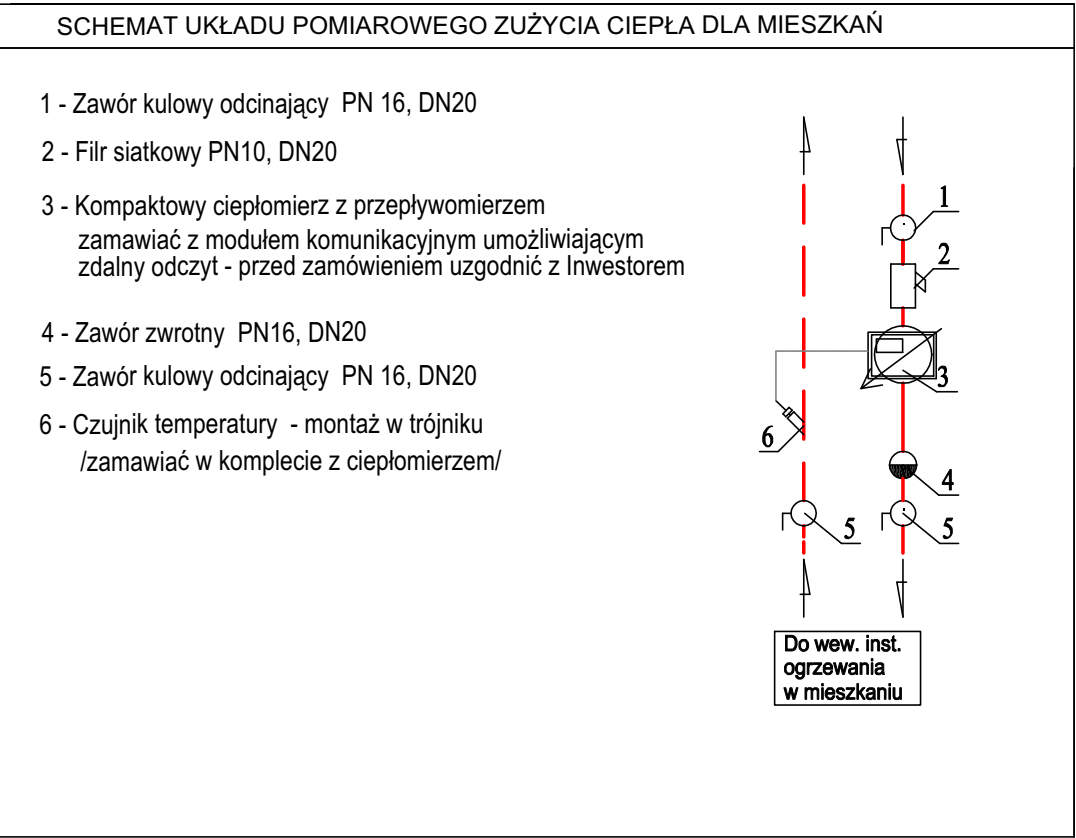 SCHEMAT UKŁADU POMIAROWEGO ZUŻYCIA CIEPŁA DLA MIESZKAŃ
1 - Zawór kulowy odcinający PN 16, DN20
2 - Filr siatkowy PN10, DN20
3 - Kompaktowy ciepłomierz z przepływomierzem
zamawiać z modułem komunikacyjnym umożliwiającym
zdalny odczyt - przed zamówieniem uzgodnić z Inwestorem
4 - Zawór zwrotny PN16, DN20
5 - Zawór kulowy odcinający PN 16, DN20
6 - Czujnik temperatury - montaż w trójniku
/zamawiać w komplecie z ciepłomierzem/
1
2
3
6
4
5
5
Do wew. inst.
ogrzewania
w mieszkaniu